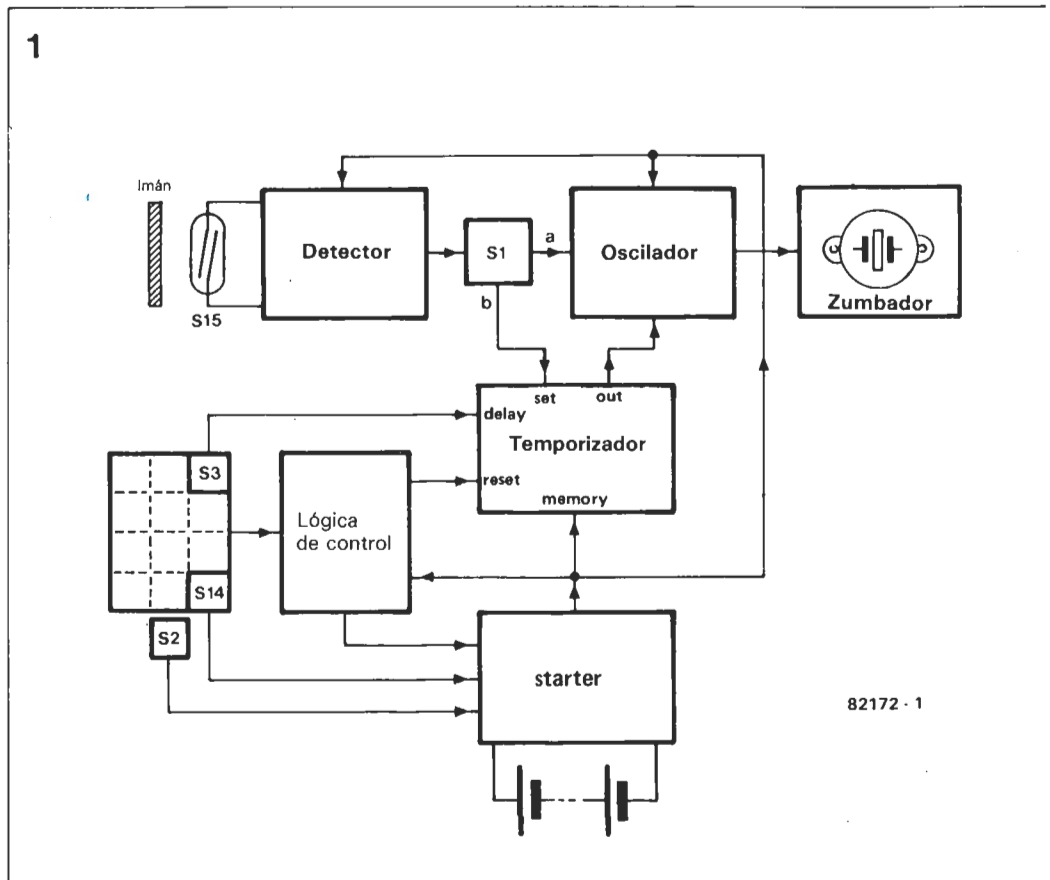 1
Imán
S15
Detector
S1
a
b
Oscilador
Zumbador
set
out
delay
Temporizador
reset
memory
S3
Lógica
de control
S14
S2
starter
82172 - 1